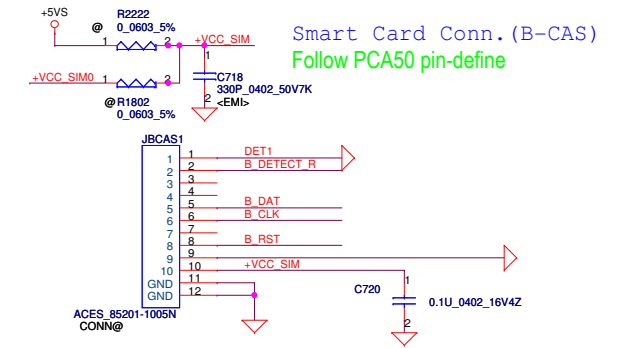 +5VS
R2222
@ 0_0603_5%
1 2
+VCC_SIM
Smart Card Conn.(B-CAS)
Follow PCA50 pin-define
+VCC_SIM0
1 2
@ R1802
0_0603_5%
1
C718
330P_0402_50V7K
2
<EMI>
JBCAS1
1 1 DET1
2 2 B_DETECT_R
3 3
4 4
5 5 B_DAT
6 6 B_CLK
7 7
8 8 B_RST
9 9
10 10 +VCC_SIM
GND 11
GND 12
ACES_85201-1005N
CONN@
C720
1
0.1U_0402_16V4Z
2